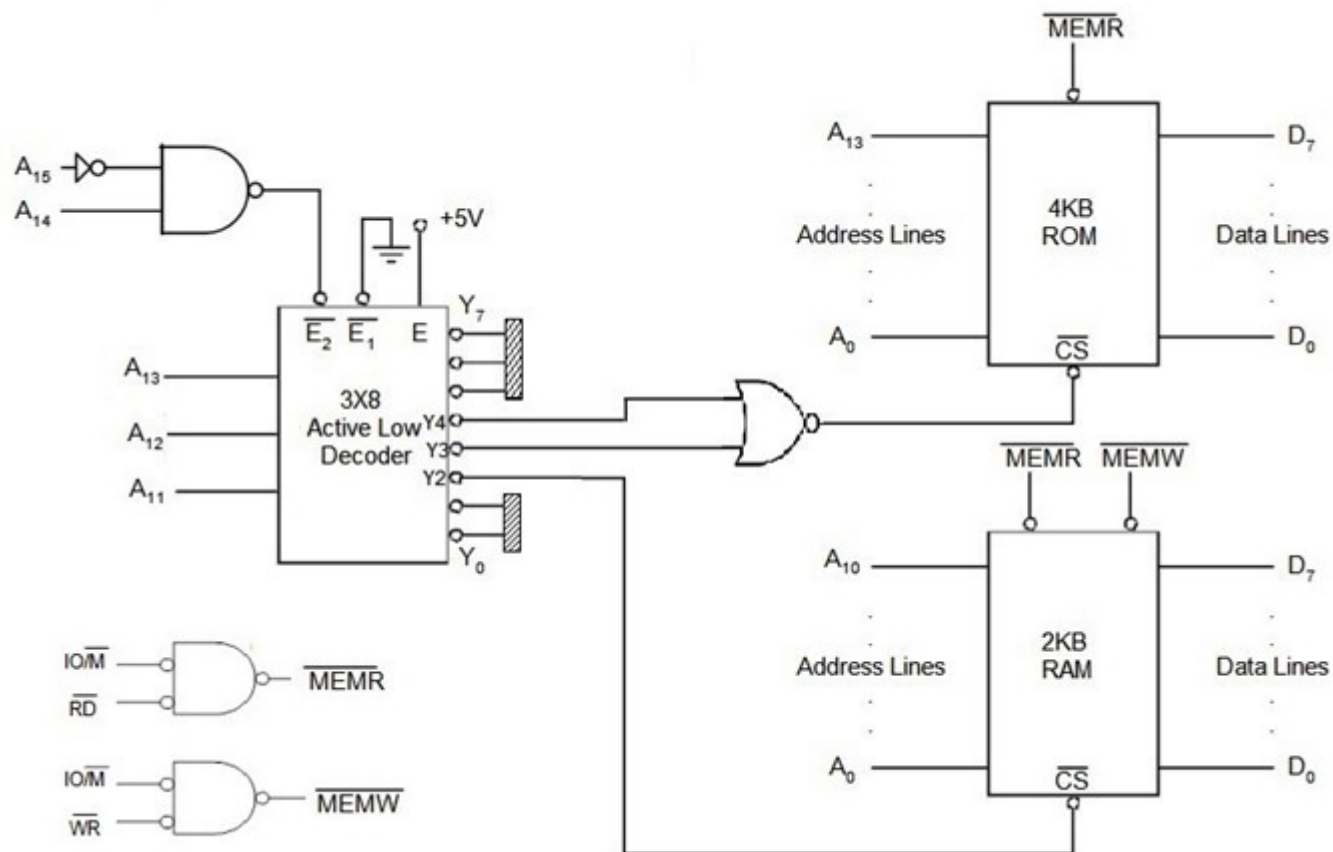 MEMR
A13
D7
4KB
ROM
Address Lines
Data Lines
A0
D0
CS
A15
A14
+5V
E2 E1 E
Y7
A13
A12
A11
3X8
Active Low
Decoder
Y4
Y3
Y2
Y0
MEMR MEMW
A10
D7
2KB
RAM
Address Lines
Data Lines
A0
D0
CS
IO/M
RD
MEMR
IO/M
WR
MEMW